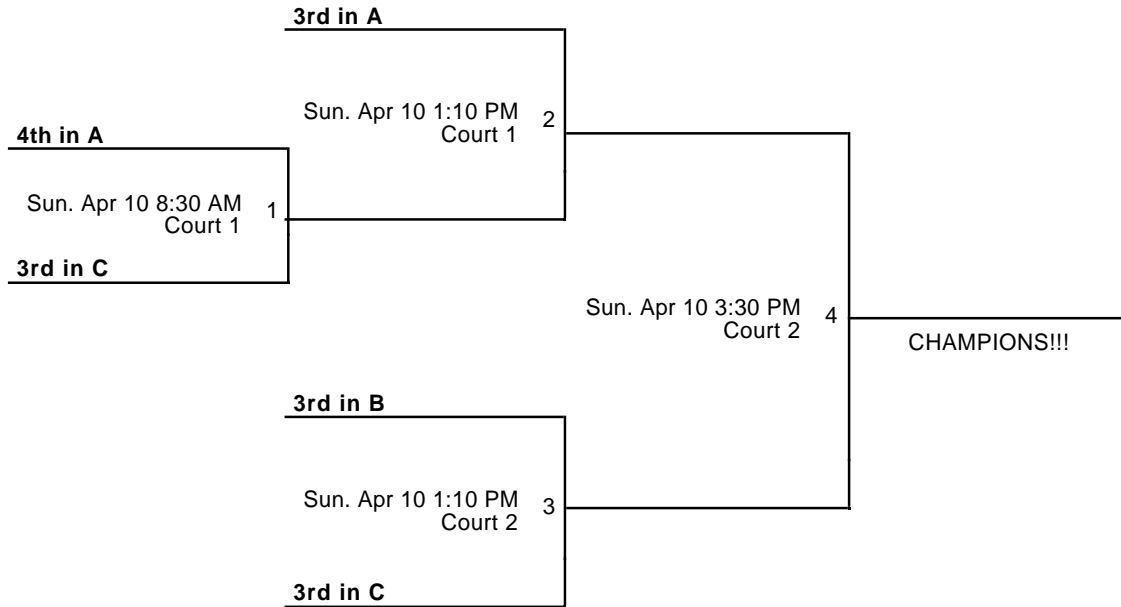 3rd in A
Sun. Apr 10 1:10 PM
Court 1
2
4th in A
Sun. Apr 10 8:30 AM
Court 1
1
3rd in C
Sun. Apr 10 3:30 PM
Court 2
4
CHAMPIONS!!!
3rd in B
Sun. Apr 10 1:10 PM
Court 2
3
3rd in C